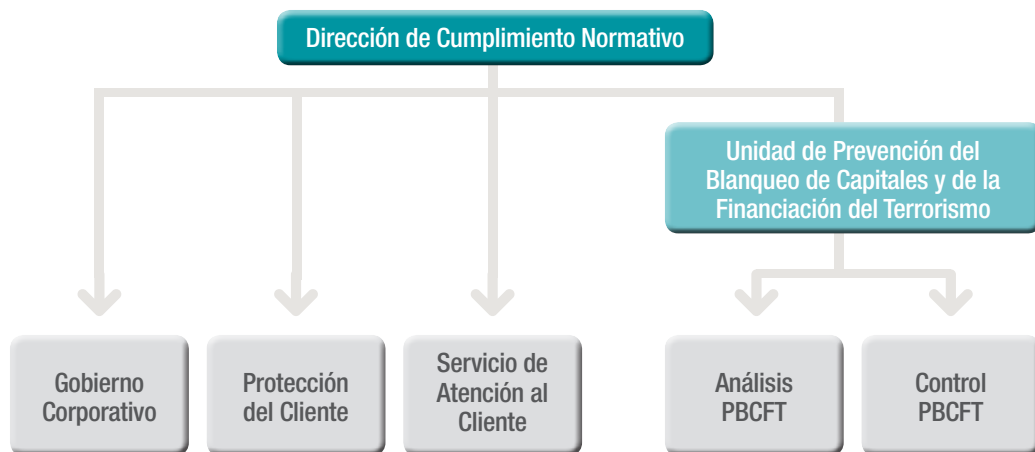 Dirección de Cumplimiento Normativo
Unidad de Prevención del
Blanqueo de Capitales y de la
Financiación del Terrorismo
Gobierno
Corporativo
Protección
del Cliente
Servicio de
Atención al
Cliente
Análisis
PBCFT
Control
PBCFT